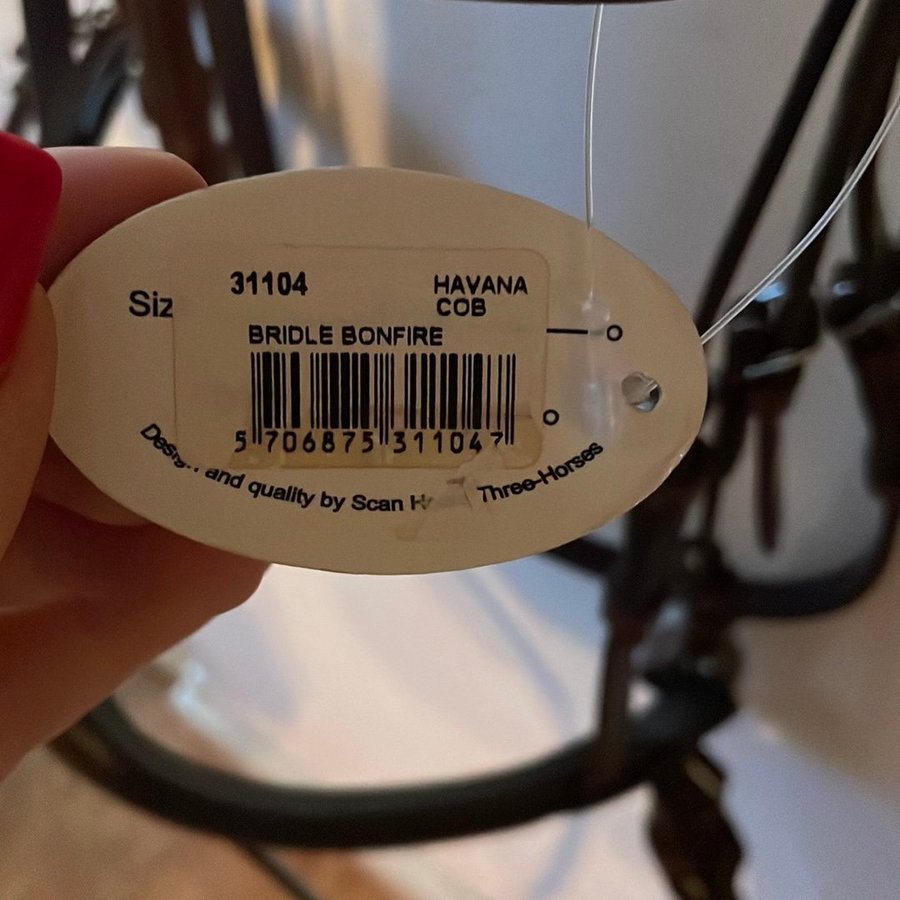 31104 HAVANA
Siz COB
BRIDLE BONFIRE
5 706875 311047
Design and quality by Scan H Three-Horses